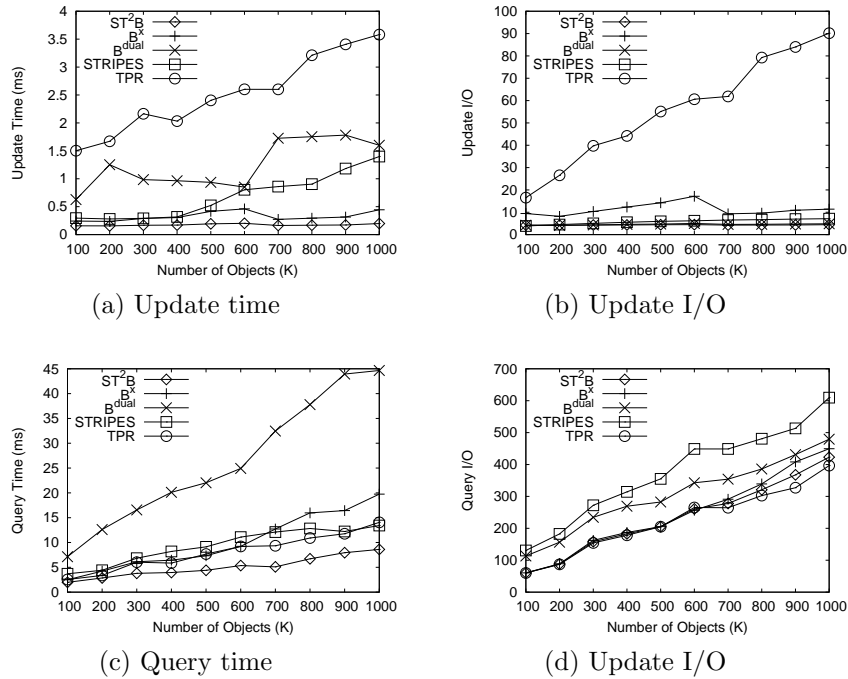 4
3.5
3
2.5
2
1.5
1
0.5
0
Update Time (ms)
ST²B
Bˣ
B^dual
STRIPES
TPR
100 200 300 400 500 600 700 800 900 1000
Number of Objects (K)
(a) Update time
100
90
80
70
60
50
40
30
20
10
0
Update I/O
ST²B
Bˣ
B^dual
STRIPES
TPR
100 200 300 400 500 600 700 800 900 1000
Number of Objects (K)
(b) Update I/O
45
40
35
30
25
20
15
10
5
0
Query Time (ms)
ST²B
Bˣ
B^dual
STRIPES
TPR
100 200 300 400 500 600 700 800 900 1000
Number of Objects (K)
(c) Query time
700
600
500
400
300
200
100
0
Query I/O
ST²B
Bˣ
B^dual
STRIPES
TPR
100 200 300 400 500 600 700 800 900 1000
Number of Objects (K)
(d) Update I/O